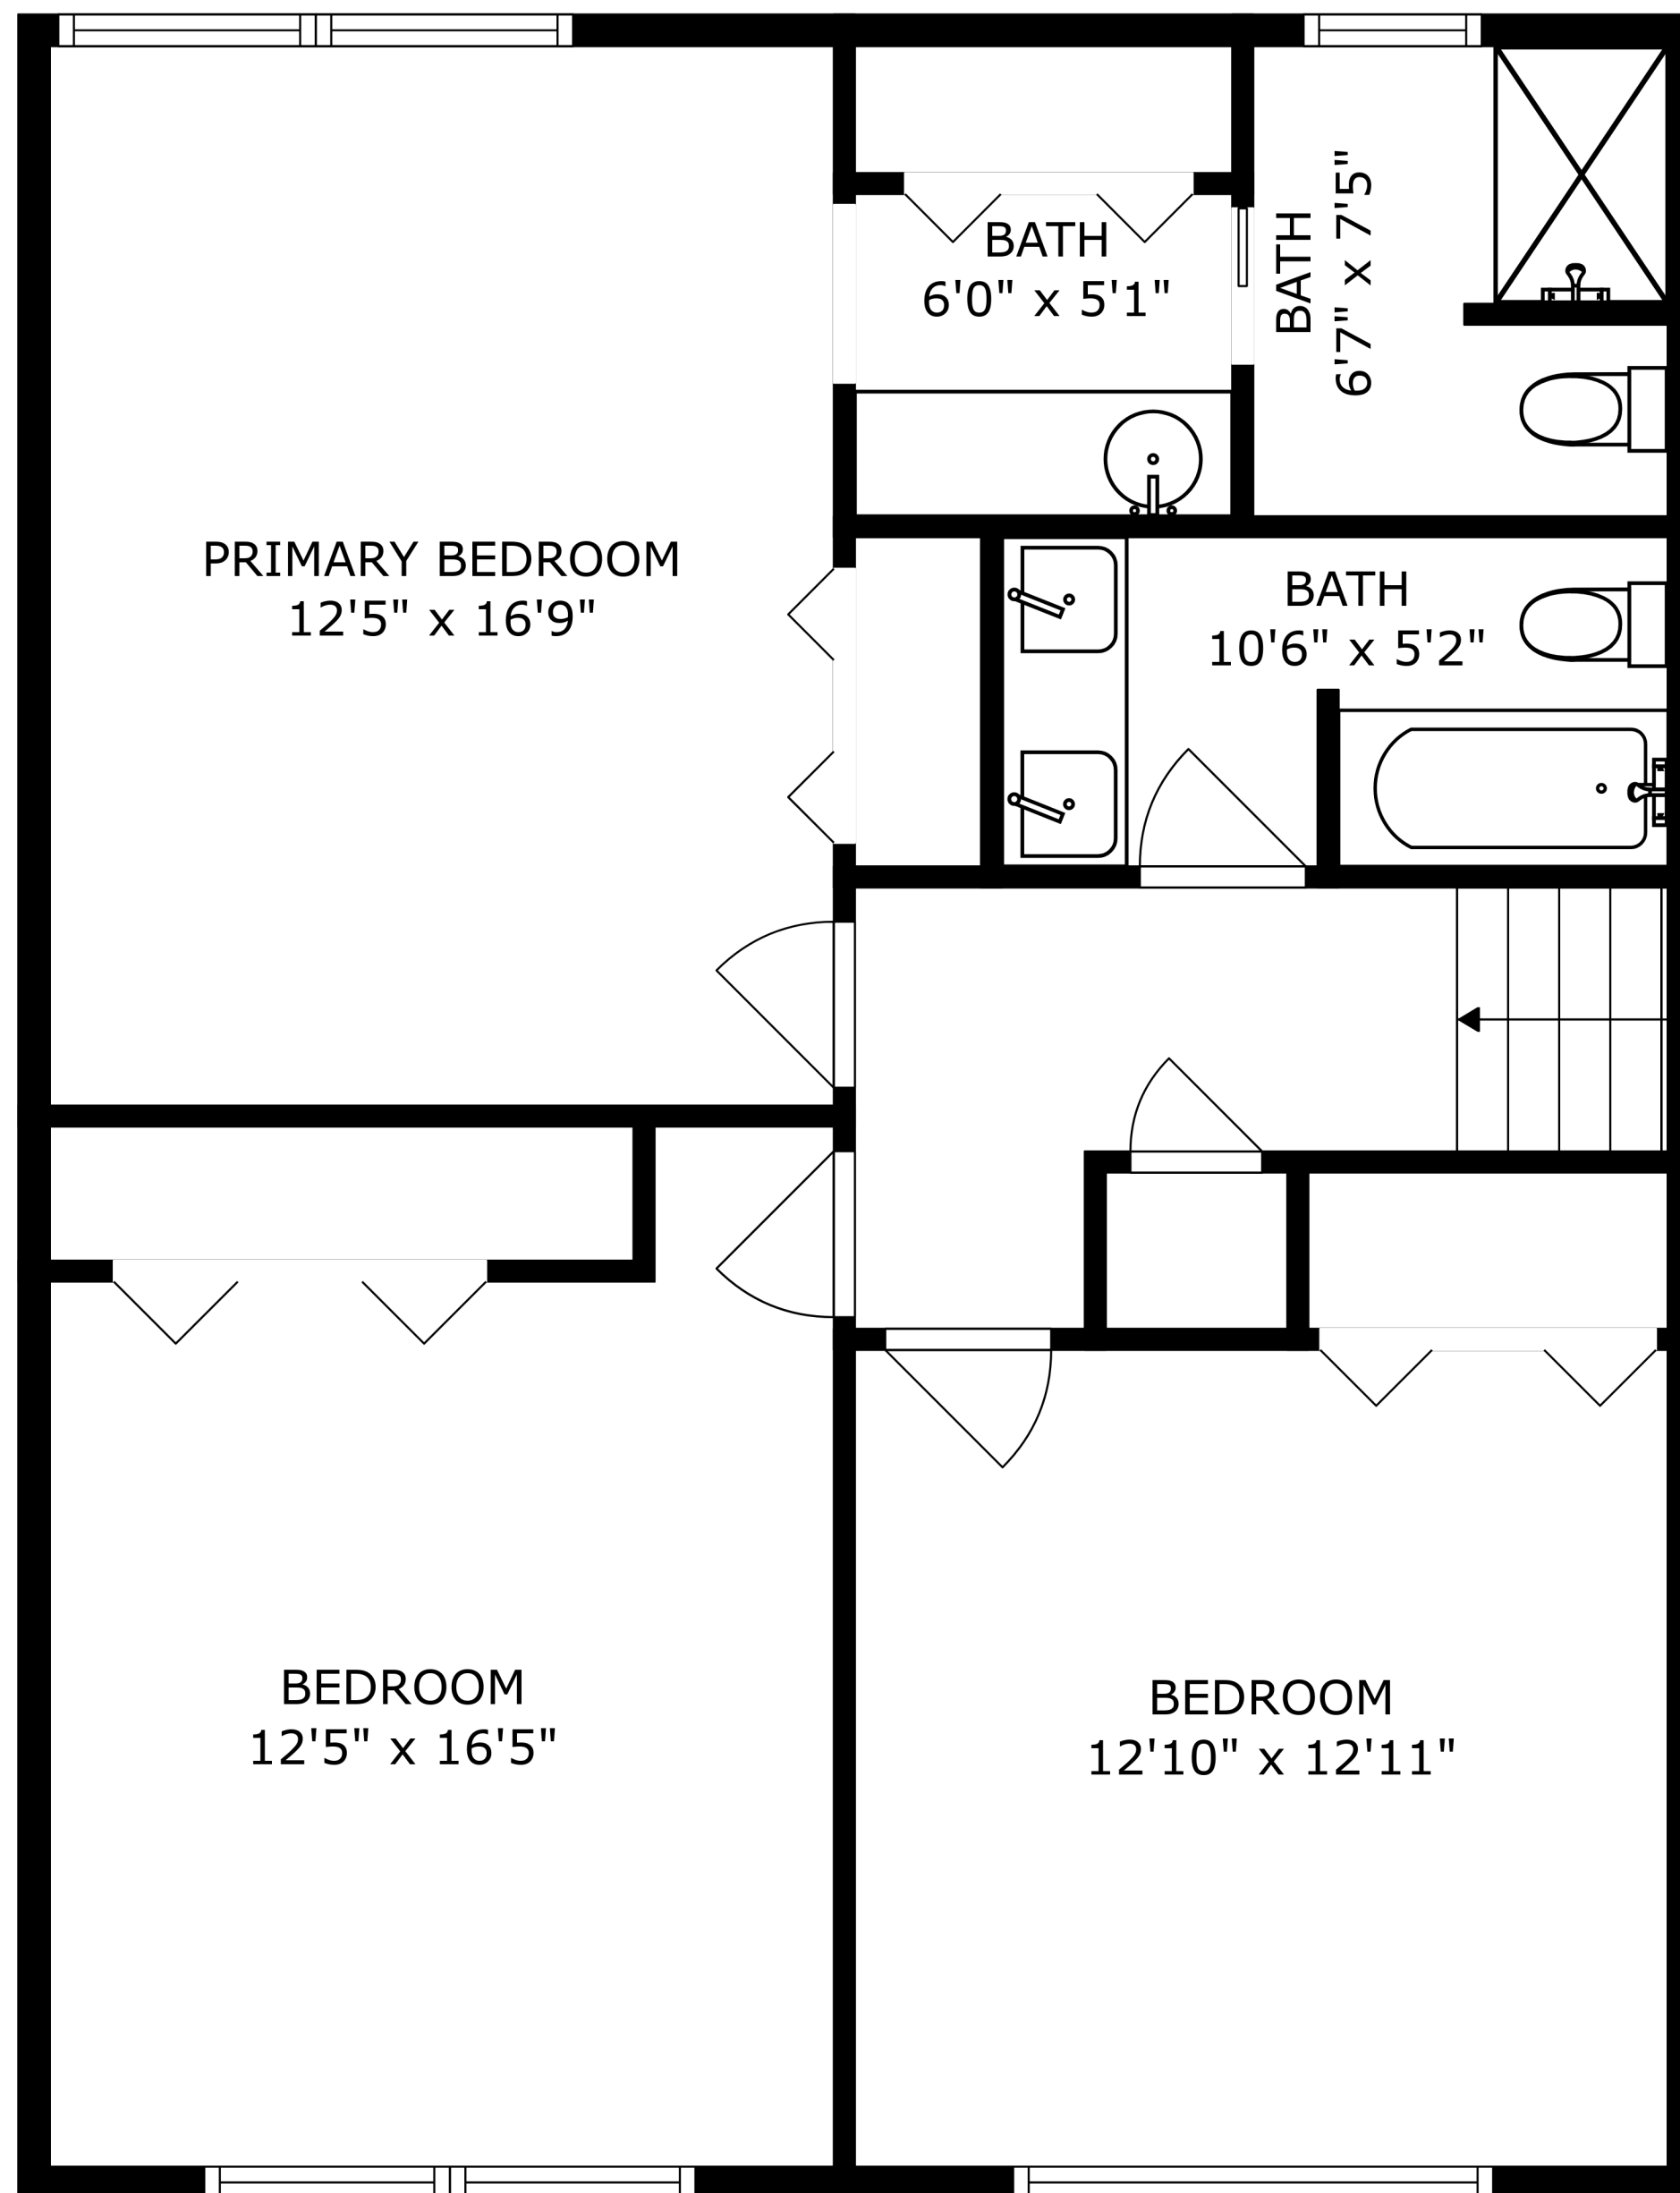 BATH
6'0" x 5'1"
BATH
6'7" x 7'5"
PRIMARY BEDROOM
12'5" x 16'9"
BATH
10'6" x 5'2"
BEDROOM
12'5" x 16'5"
BEDROOM
12'10" x 12'11"